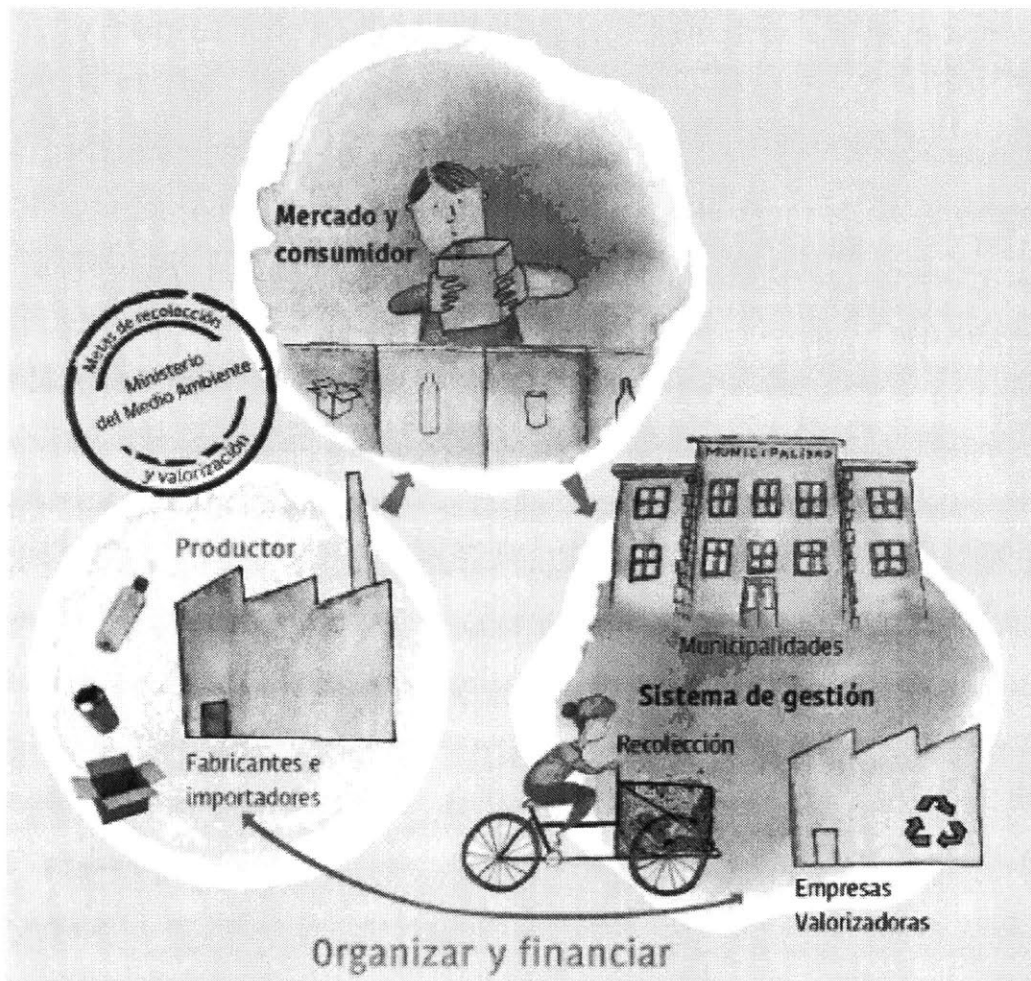 Mercado y
consumidor
Metas de recolección
Ministerio
del Medio Ambiente
y valorización
MUNICIPALIDAD
Productor
Municipalidades
Sistema de gestión
Recolección
Fabricantes e
importadores
Empresas
Valorizadoras
Organizar y financiar